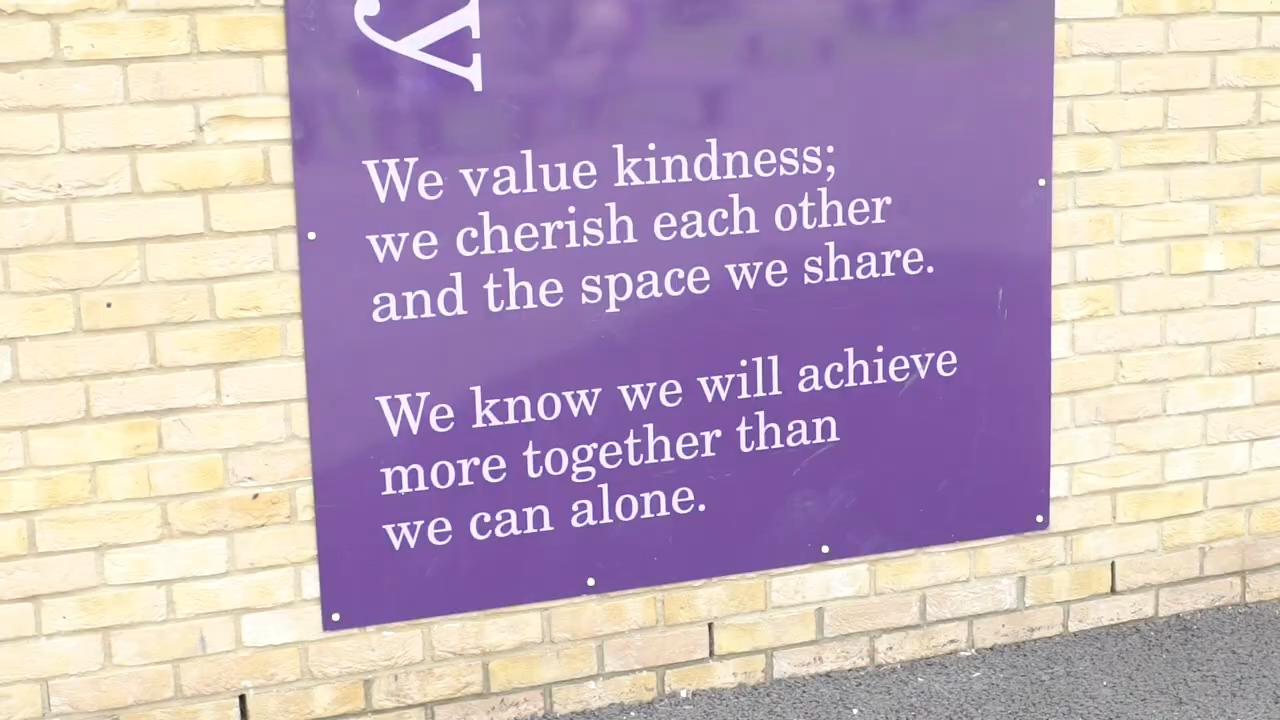 y
We value kindness;
we cherish each other
and the space we share.
We know we will achieve
more together than
we can alone.